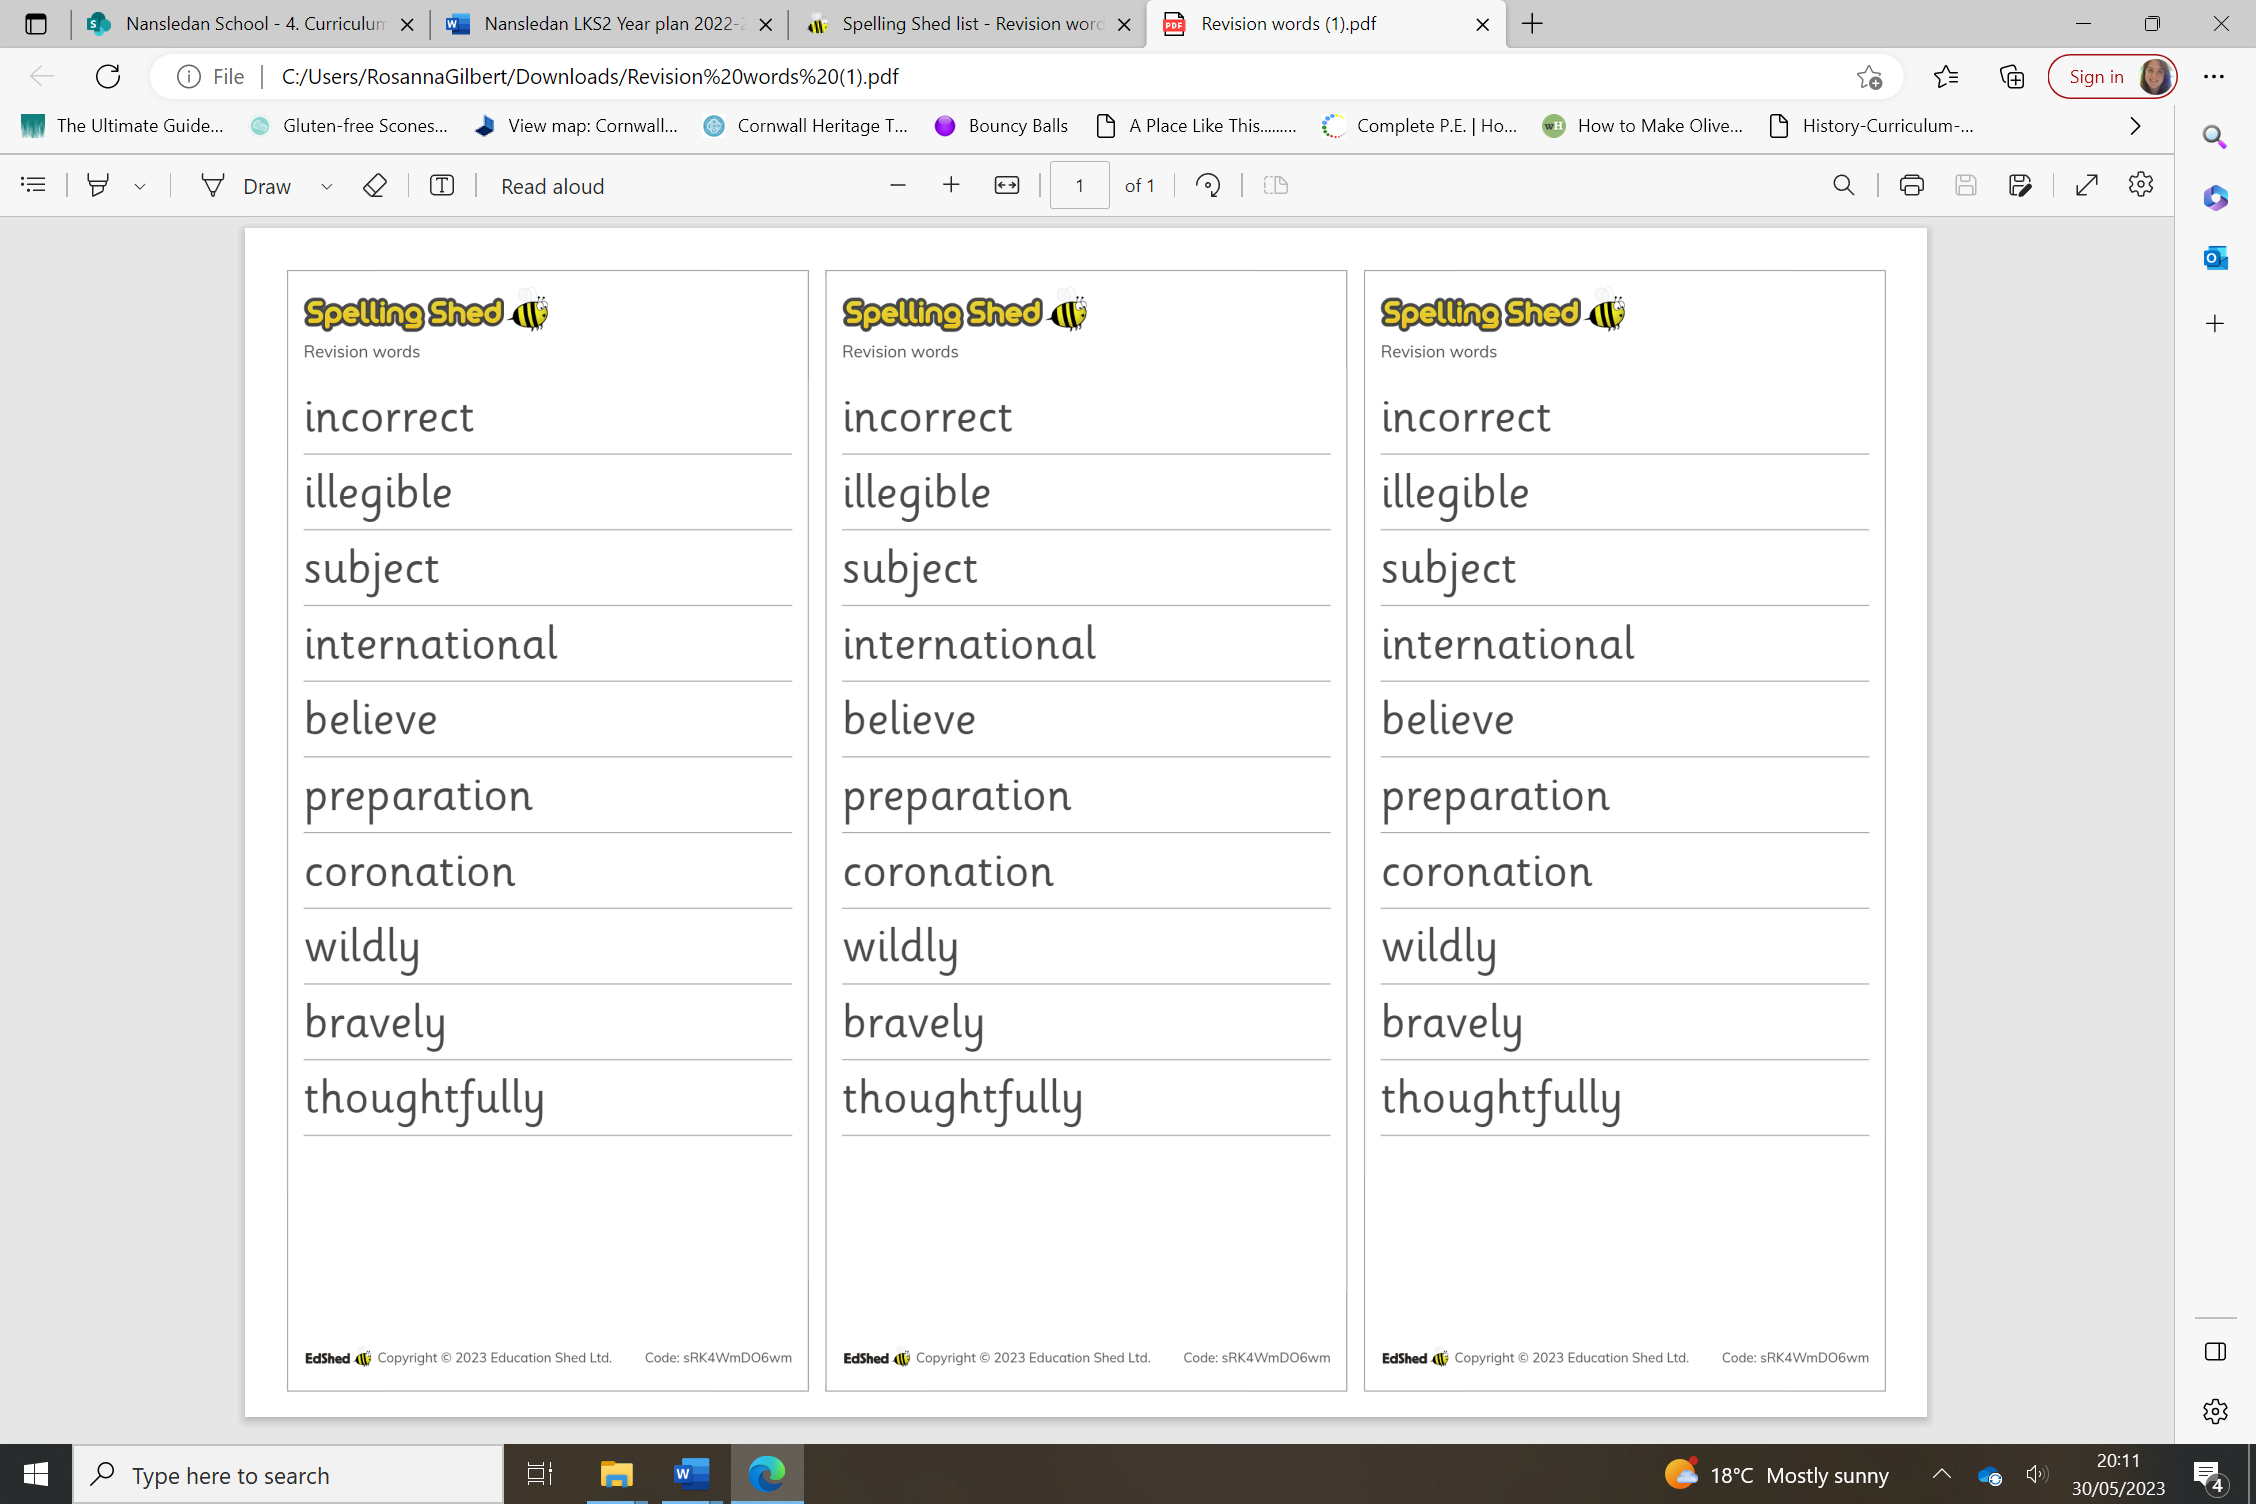 Nansledan School - 4. Curriculum
Nansledan LKS2 Year plan 2022-2
Spelling Shed list - Revision word
Revision words (1).pdf
File
C:/Users/RosannaGilbert/Downloads/Revision%20words%20(1).pdf
Sign in
The Ultimate Guide...
Gluten-free Scones...
View map: Cornwall...
Cornwall Heritage T...
Bouncy Balls
A Place Like This.........
Complete P.E. | Ho...
wH
How to Make Olive...
History-Curriculum-...
Draw
Read aloud
1
of 1
Spelling Shed
Revision words
incorrect
illegible
subject
international
believe
preparation
coronation
wildly
bravely
thoughtfully
EdShed Copyright © 2023 Education Shed Ltd. Code: sRK4WmDO6wm
Spelling Shed
Revision words
incorrect
illegible
subject
international
believe
preparation
coronation
wildly
bravely
thoughtfully
EdShed Copyright © 2023 Education Shed Ltd. Code: sRK4WmDO6wm
Spelling Shed
Revision words
incorrect
illegible
subject
international
believe
preparation
coronation
wildly
bravely
thoughtfully
EdShed Copyright © 2023 Education Shed Ltd. Code: sRK4WmDO6wm
Type here to search
18°C Mostly sunny
20:11
30/05/2023
4